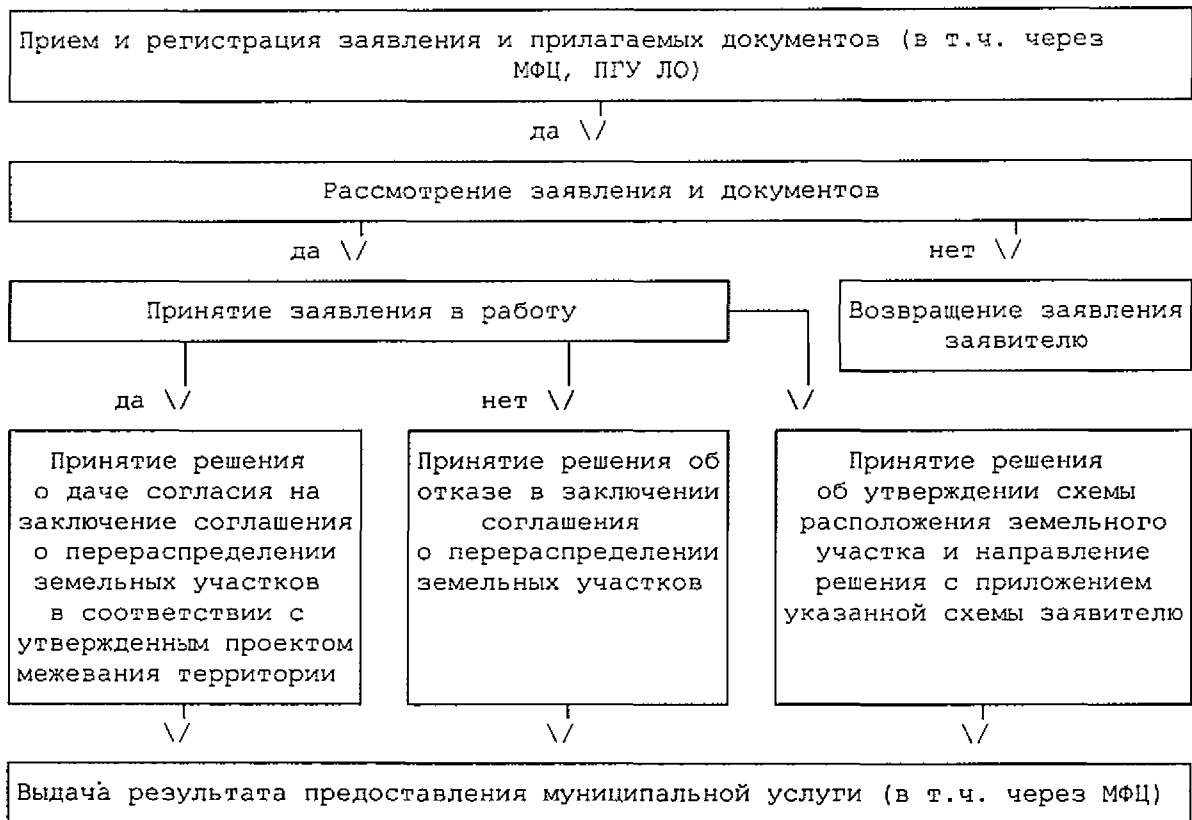 Прием и регистрация заявления и прилагаемых документов (в т.ч. через
МФЦ, ПГУ ЛО)
да \/
Рассмотрение заявления и документов
да \/
нет \/
Принятие заявления в работу
Возвращение заявления
заявителю
да \/
нет \/
\/
Принятие решения
о даче согласия на
заключение соглашения
о перераспределении
земельных участков
в соответствии с
утвержденным проектом
межевания территории
Принятие решения об
отказе в заключении
соглашения
о перераспределении
земельных участков
Принятие решения
об утверждении схемы
расположения земельного
участка и направление
решения с приложением
указанной схемы заявителю
\/
\/
\/
Выдача результата предоставления муниципальной услуги (в т.ч. через МФЦ)